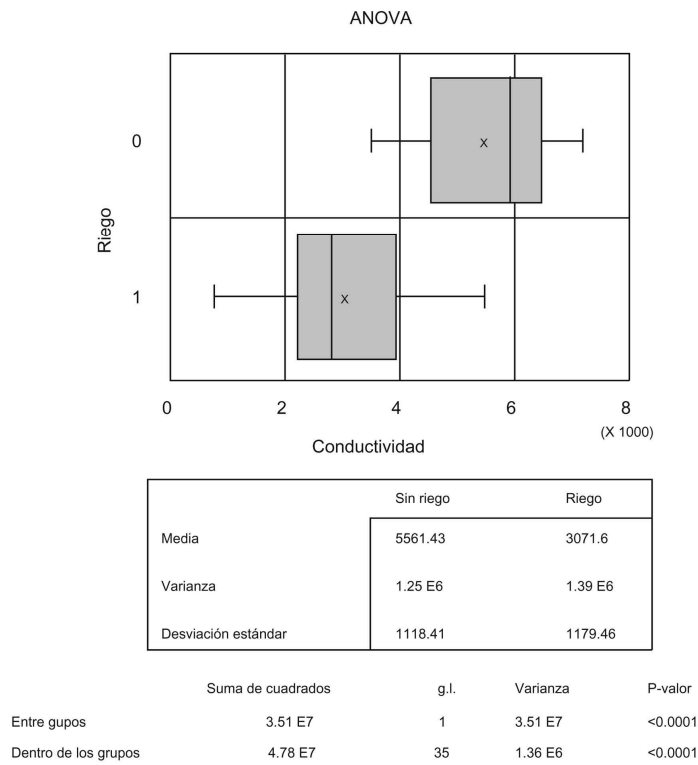 ANOVA
Riego
0
X
1
X
0 2 4 6 8
(X 1000)
Conductividad
Sin riego Riego
Media 5561.43 3071.6
Varianza 1.25 E6 1.39 E6
Desviación estándar 1118.41 1179.46
Suma de cuadrados g.l. Varianza P-valor
Entre gupos 3.51 E7 1 3.51 E7 <0.0001
Dentro de los grupos 4.78 E7 35 1.36 E6 <0.0001